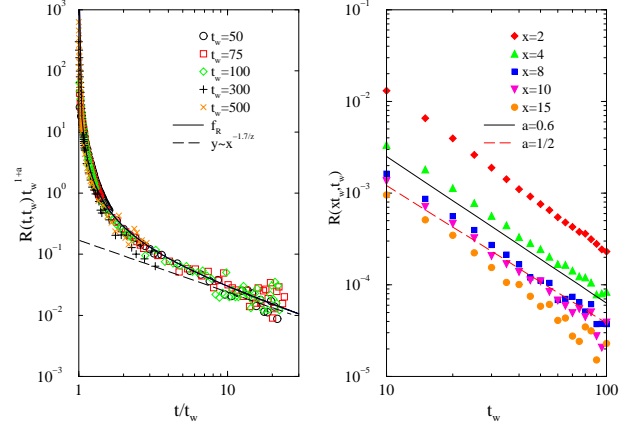 R(t,t_w) t_w^{1+a}
10^3
10^2
10^1
10^0
10^{-1}
10^{-2}
10^{-3}
1
10
t/t_w
t_w=50
t_w=75
t_w=100
t_w=300
t_w=500
f_R
y~x^{-1.7/z}
R(xt_w,t_w)
10^{-1}
10^{-2}
10^{-3}
10^{-4}
10^{-5}
10
100
t_w
x=2
x=4
x=8
x=10
x=15
a=0.6
a=1/2